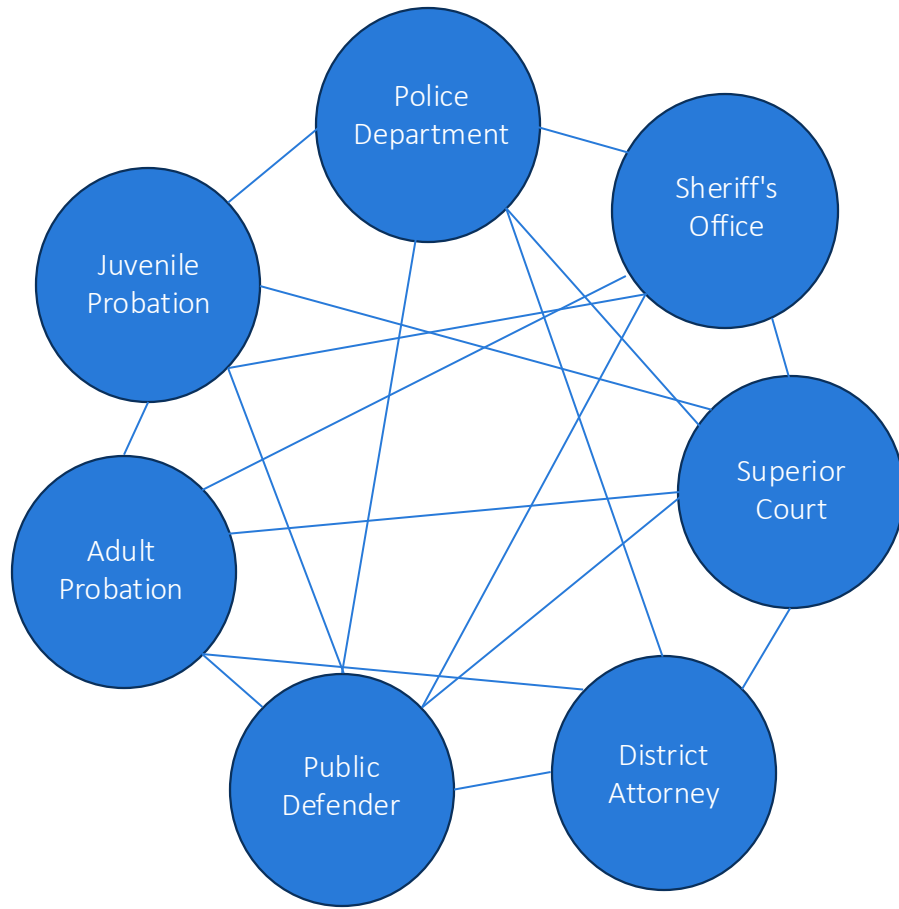 Police
Department
Sheriff's
Office
Juvenile
Probation
Superior
Court
Adult
Probation
Public
Defender
District
Attorney